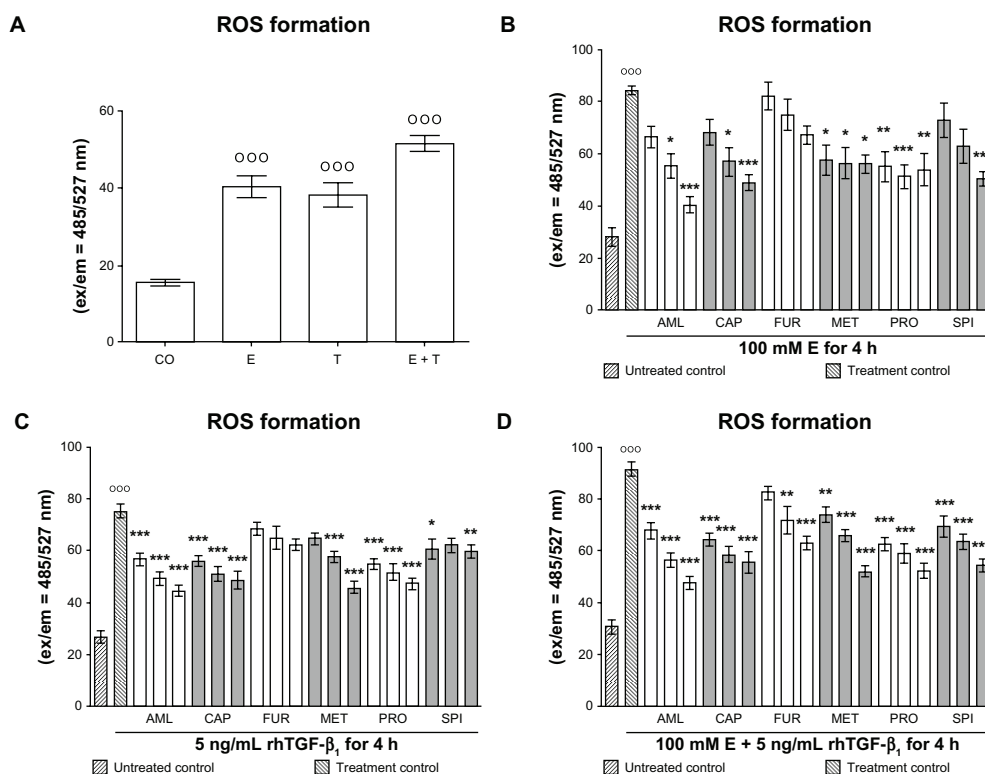 A
ROS formation
(ex/em = 485/527 nm)
60
40
20
0
ooo
ooo
ooo
CO E T E + T
B
ROS formation
(ex/em = 485/527 nm)
100
80
60
40
20
0
ooo
* *** * *** * * * ** *** ** **
AML CAP FUR MET PRO SPI
100 mM E for 4 h
Untreated control Treatment control
C
ROS formation
(ex/em = 485/527 nm)
100
80
60
40
20
0
ooo
*** *** *** *** *** *** *** *** *** *** *** * **
AML CAP FUR MET PRO SPI
5 ng/mL rhTGF-β₁ for 4 h
Untreated control Treatment control
D
ROS formation
(ex/em = 485/527 nm)
100
80
60
40
20
0
ooo
*** *** *** *** *** *** ** *** ** *** *** *** *** *** *** *** **
AML CAP FUR MET PRO SPI
100 mM E + 5 ng/mL rhTGF-β₁ for 4 h
Untreated control Treatment control